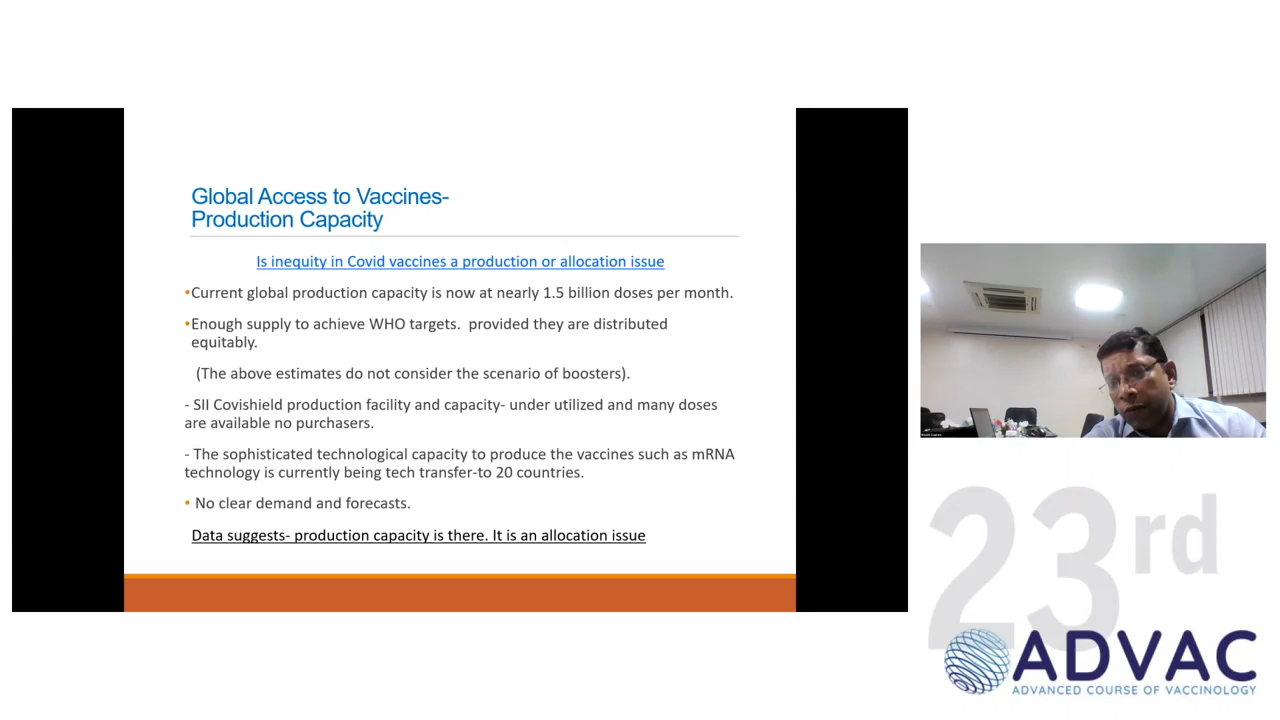 Global Access to Vaccines-
Production Capacity
Is inequity in Covid vaccines a production or allocation issue
•Current global production capacity is now at nearly 1.5 billion doses per month.
•Enough supply to achieve WHO targets.  provided they are distributed
equitably.
(The above estimates do not consider the scenario of boosters).
- SII Covishield production facility and capacity- under utilized and many doses
are available no purchasers.
- The sophisticated technological capacity to produce the vaccines such as mRNA
technology is currently being tech transfer-to 20 countries.
• No clear demand and forecasts.
Data suggests- production capacity is there. It is an allocation issue
23rd
ADVAC
ADVANCED COURSE OF VACCINOLOGY